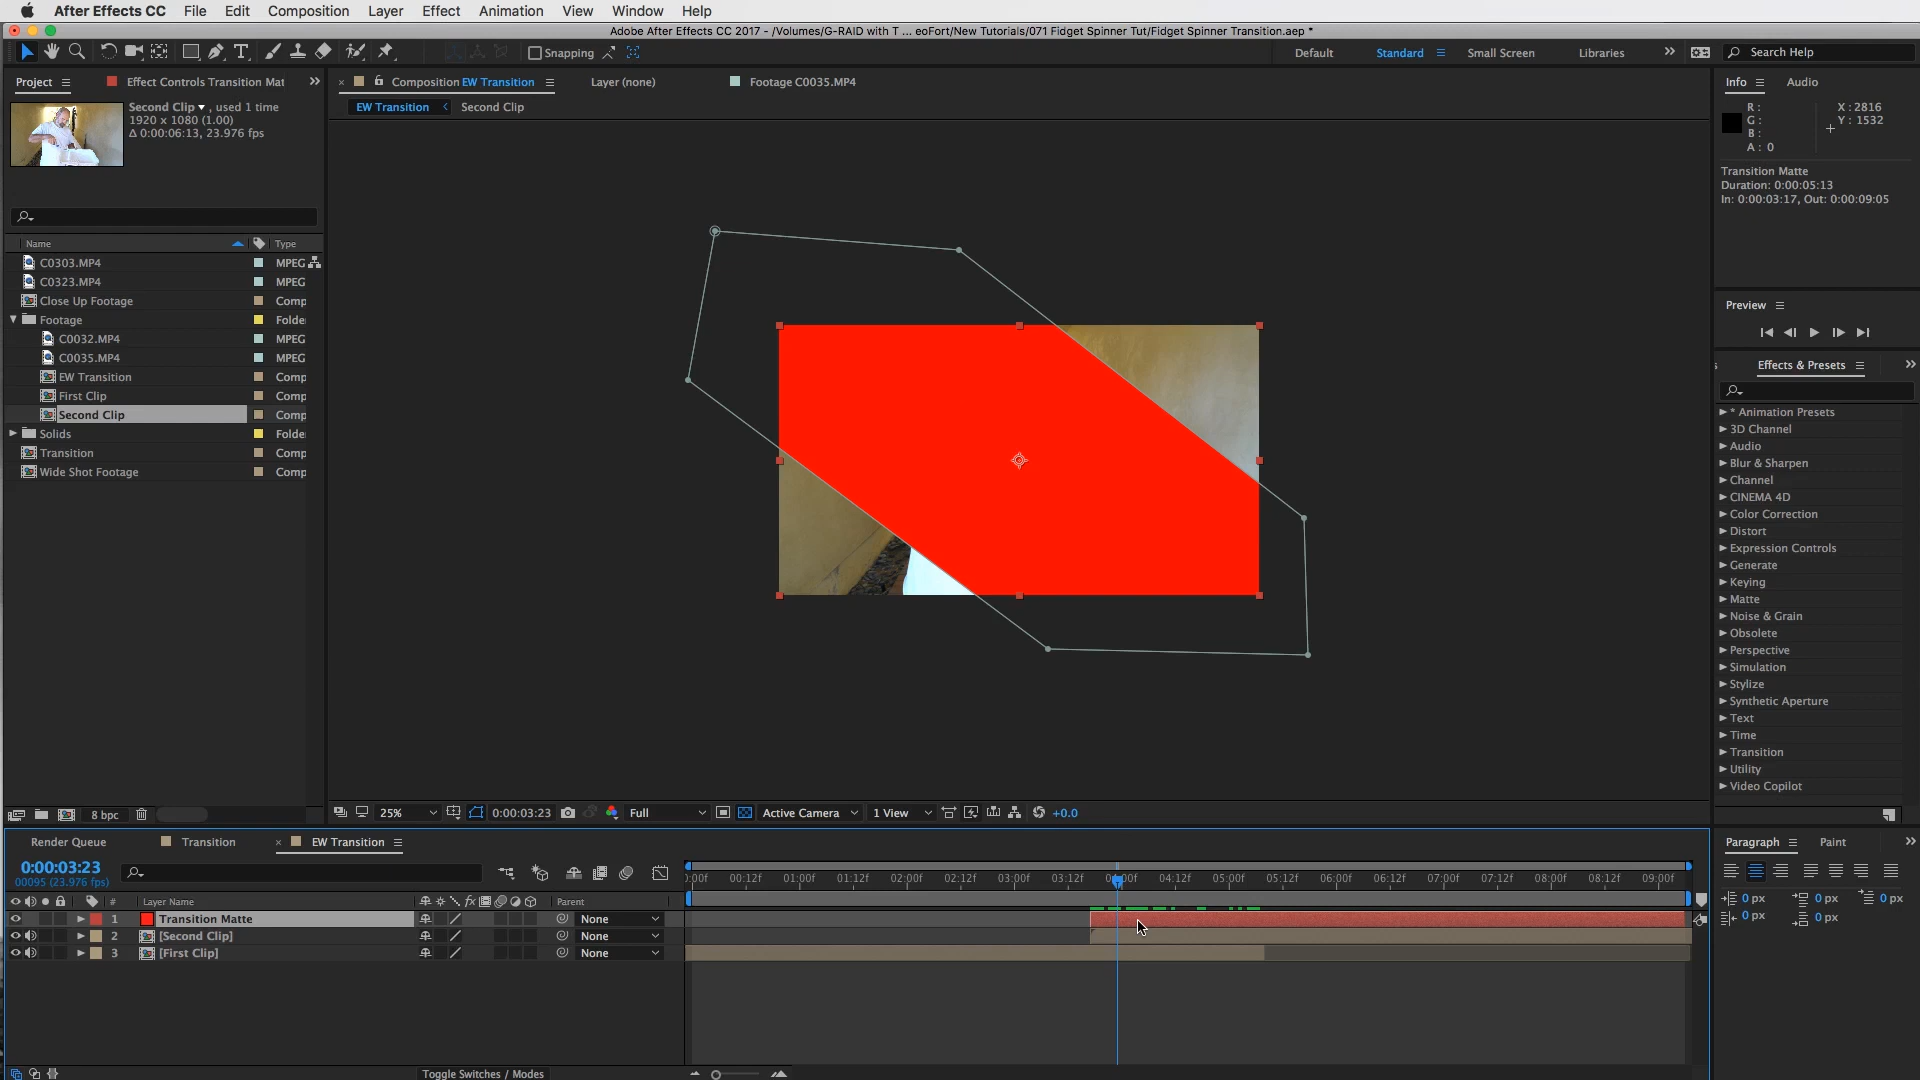 After Effects CC File Edit Composition Layer Effect Animation View Window Help
Adobe After Effects CC 2017 - /Volumes/G-RAID with T ... eoFort/New Tutorials/071 Fidget Spinner Tut/Fidget Spinner Transition.aep *
Snapping Default Standard Small Screen Libraries Search Help
Project Effect Controls Transition Mat Composition EW Transition Layer (none) Footage C0035.MP4 Info Audio
EW Transition Second Clip
Second Clip , used 1 time
1920 x 1080 (1.00)
Δ 0:00:06:13, 23.976 fps
R :
G :
B :
A : 0
X : 2816
Y : 1532
Transition Matte
Duration: 0:00:05:13
In: 0:00:03:17, Out: 0:00:09:05
Name Type
C0303.MP4 MPEG
C0323.MP4 MPEG
Close Up Footage Comp
Footage Folde
C0032.MP4 MPEG
C0035.MP4 MPEG
EW Transition Comp
First Clip Comp
Second Clip Comp
Solids Folde
Transition Comp
Wide Shot Footage Comp
8 bpc
Preview
Effects & Presets
* Animation Presets
3D Channel
Audio
Blur & Sharpen
Channel
CINEMA 4D
Color Correction
Distort
Expression Controls
Generate
Keying
Matte
Noise & Grain
Obsolete
Perspective
Simulation
Stylize
Synthetic Aperture
Text
Time
Transition
Utility
Video Copilot
25% 0:00:03:23 Full Active Camera 1 View +0.0
Render Queue Transition EW Transition
0:00:03:23
00095 (23.976 fps)
:00f 00:12f 01:00f 01:12f 02:00f 02:12f 03:00f 03:12f 04:00f 04:12f 05:00f 05:12f 06:00f 06:12f 07:00f 07:12f 08:00f 08:12f 09:00f
# Layer Name fx Parent
1 Transition Matte None
2 [Second Clip] None
3 [First Clip] None
Toggle Switches / Modes
Paragraph Paint
0 px 0 px 0 px
0 px 0 px